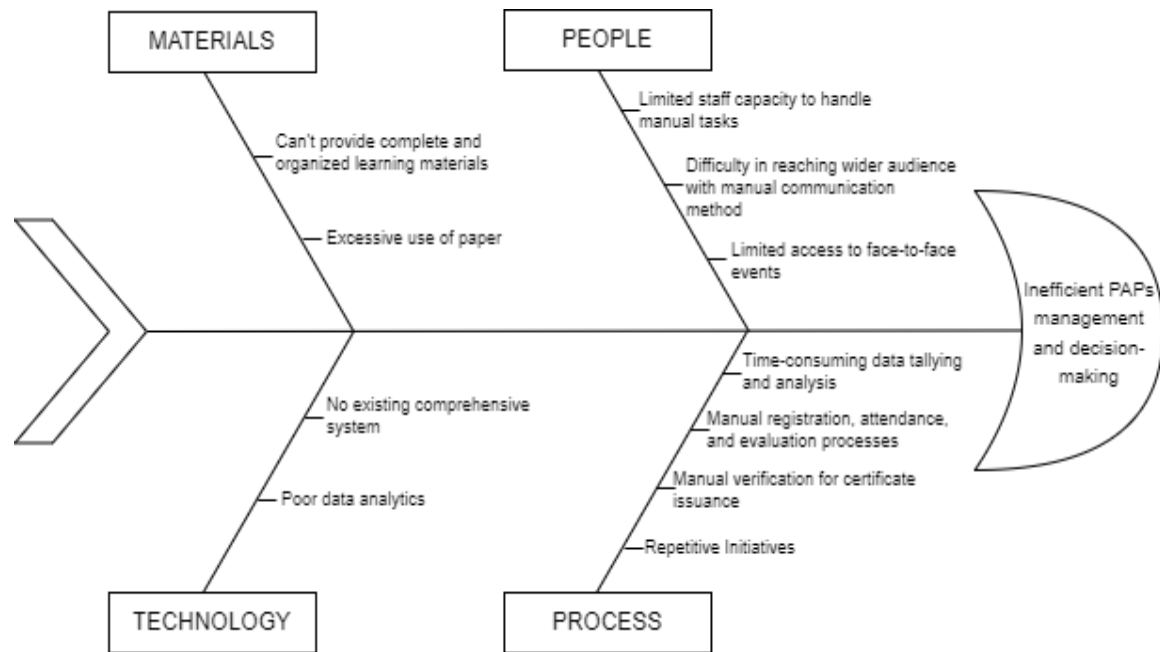 MATERIALS
PEOPLE
Can't provide complete and
organized learning materials
Excessive use of paper
Limited staff capacity to handle
manual tasks
Difficulty in reaching wider audience
with manual communication
method
Limited access to face-to-face
events
Inefficient PAPs
management
and decision-
making
No existing comprehensive
system
Poor data analytics
Time-consuming data tallying
and analysis
Manual registration, attendance,
and evaluation processes
Manual verification for certificate
issuance
Repetitive Initiatives
TECHNOLOGY
PROCESS